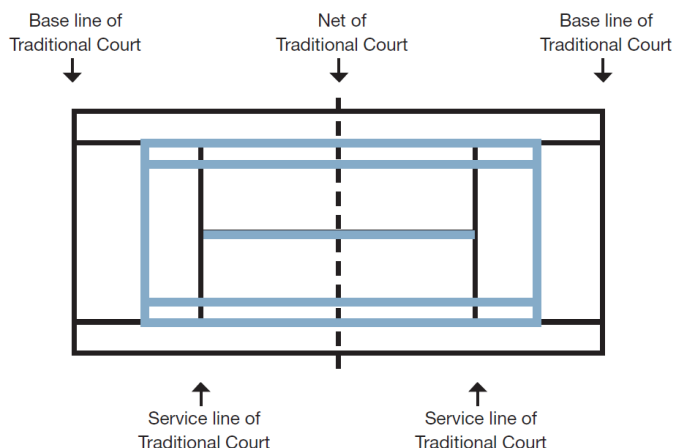 Base line of
Traditional Court
Net of
Traditional Court
Base line of
Traditional Court
Service line of
Traditional Court
Service line of
Traditional Court